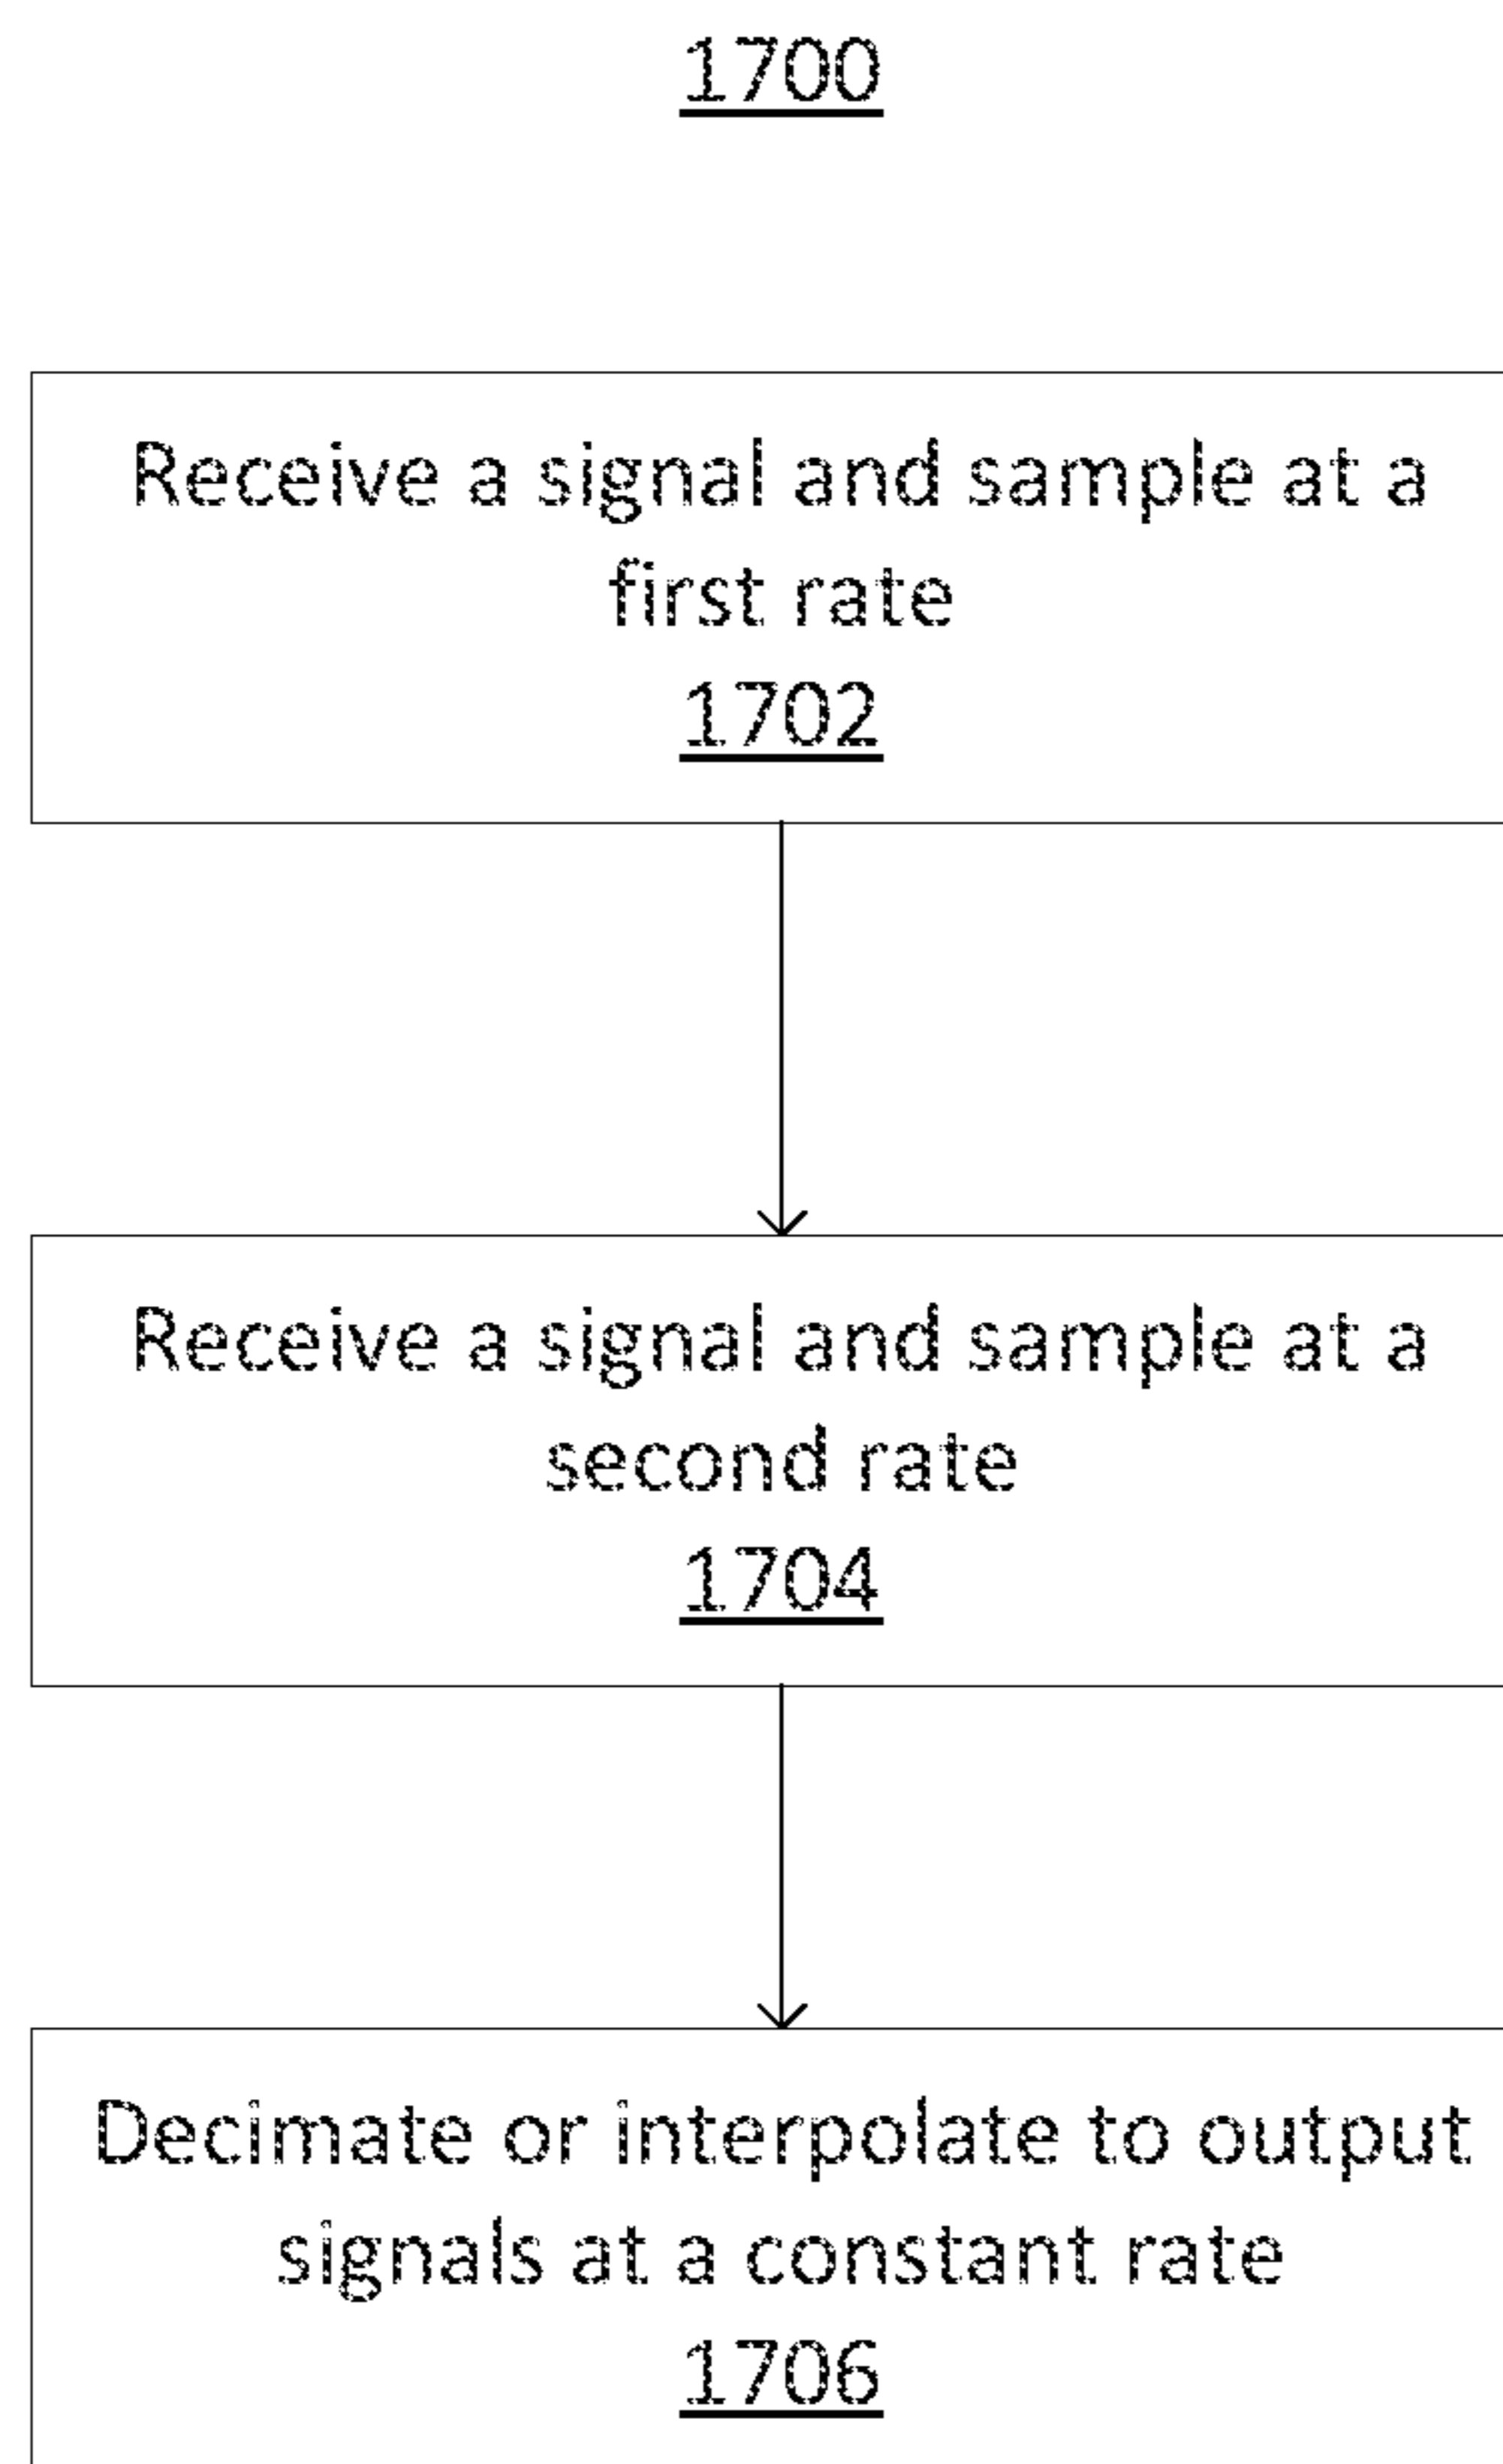 1700
Receive a signal and sample at a
first rate
1702
Receive a signal and sample at a
second rate
1704
Decimate or interpolate to output
signals at a constant rate
1706